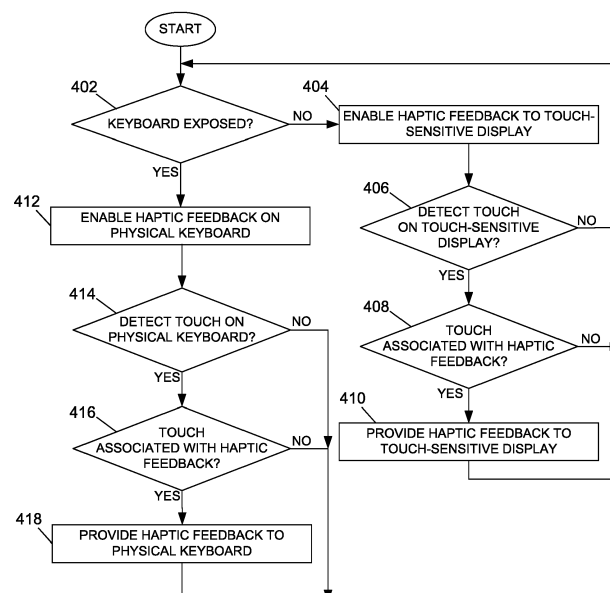 START
402
KEYBOARD EXPOSED?
NO
YES
404
ENABLE HAPTIC FEEDBACK TO TOUCH-
SENSITIVE DISPLAY
406
DETECT TOUCH
ON TOUCH-SENSITIVE
DISPLAY?
NO
YES
408
TOUCH
ASSOCIATED WITH HAPTIC
FEEDBACK?
NO
YES
410
PROVIDE HAPTIC FEEDBACK TO
TOUCH-SENSITIVE DISPLAY
412
ENABLE HAPTIC FEEDBACK ON
PHYSICAL KEYBOARD
414
DETECT TOUCH ON
PHYSICAL KEYBOARD?
NO
YES
416
TOUCH
ASSOCIATED WITH HAPTIC
FEEDBACK?
NO
YES
418
PROVIDE HAPTIC FEEDBACK TO
PHYSICAL KEYBOARD